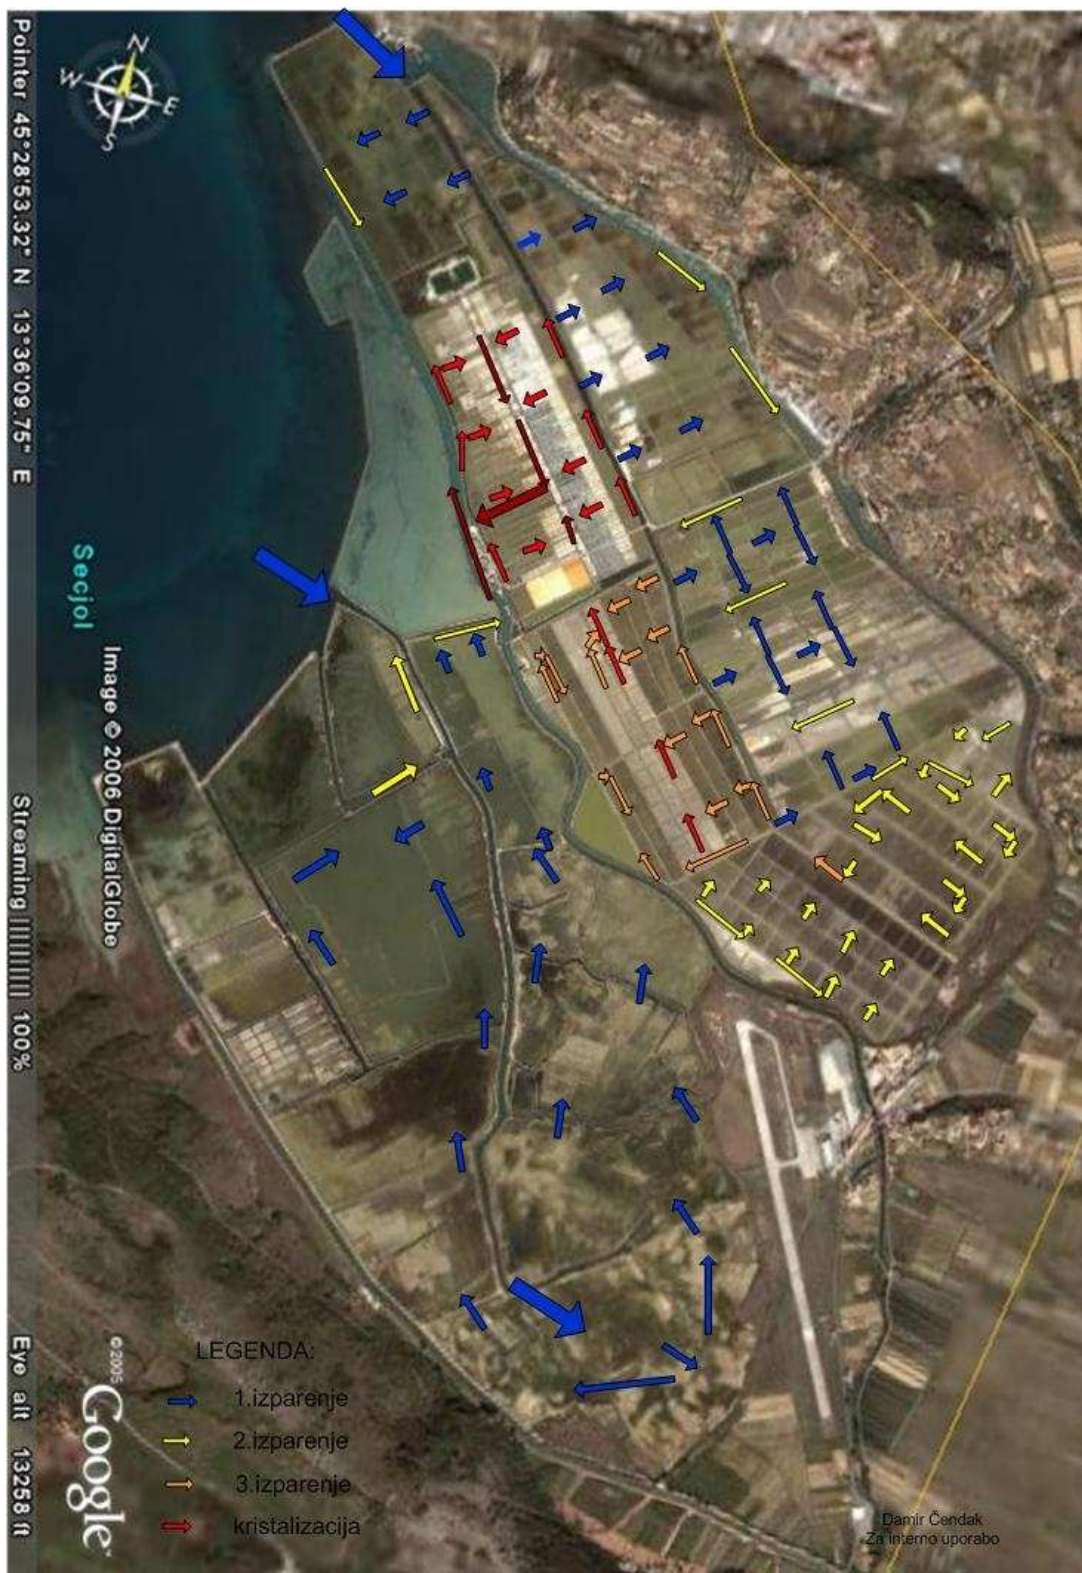 N
W
E
S
Pointer 45°28'53.32" N 13°36'09.75" E
Streaming |||||||||| 100%
Eye alt 13258 ft
Secjol
Image © 2006 DigitalGlobe
©2005
Google
LEGENDA:
1.izparenje
2.izparenje
3.izparenje
kristalizacija
Damir Čendak
Za interno uporabo